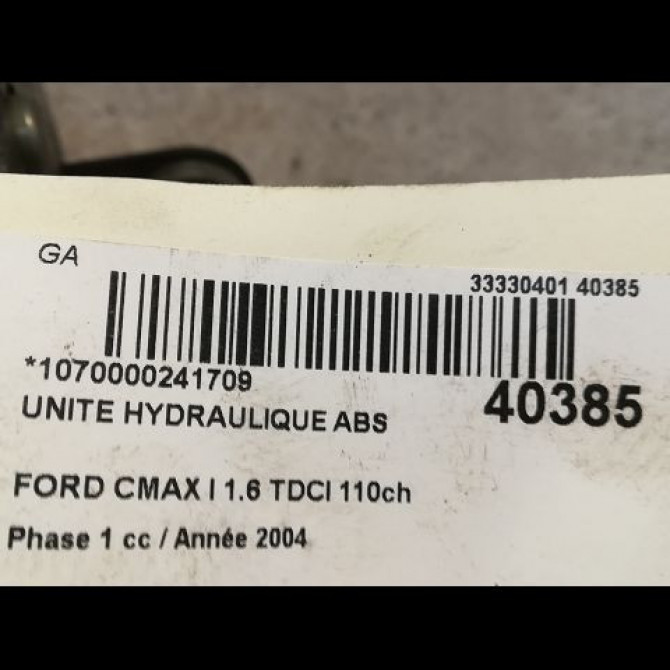 GA
33330401 40385
*1070000241709
40385
UNITE HYDRAULIQUE ABS
FORD CMAX I 1.6 TDCI 110ch
Phase 1 cc / Année 2004